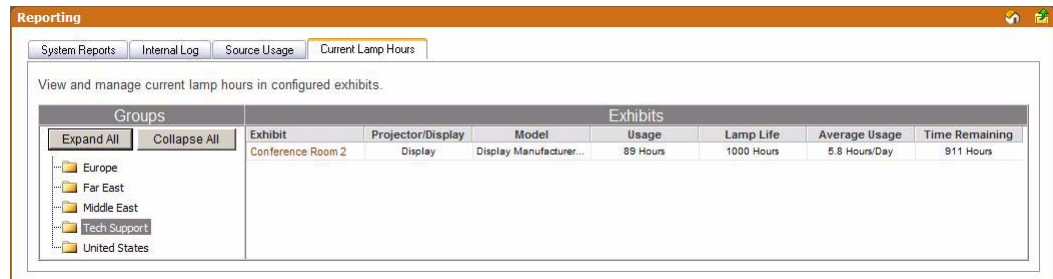 Reporting
System Reports Internal Log Source Usage Current Lamp Hours
View and manage current lamp hours in configured exhibits.
Groups Exhibits
Expand All Collapse All
Exhibit Projector/Display Model Usage Lamp Life Average Usage Time Remaining
Conference Room 2 Display Display Manufacturer... 89 Hours 1000 Hours 5.8 Hours/Day 911 Hours
Europe
Far East
Middle East
Tech Support
United States